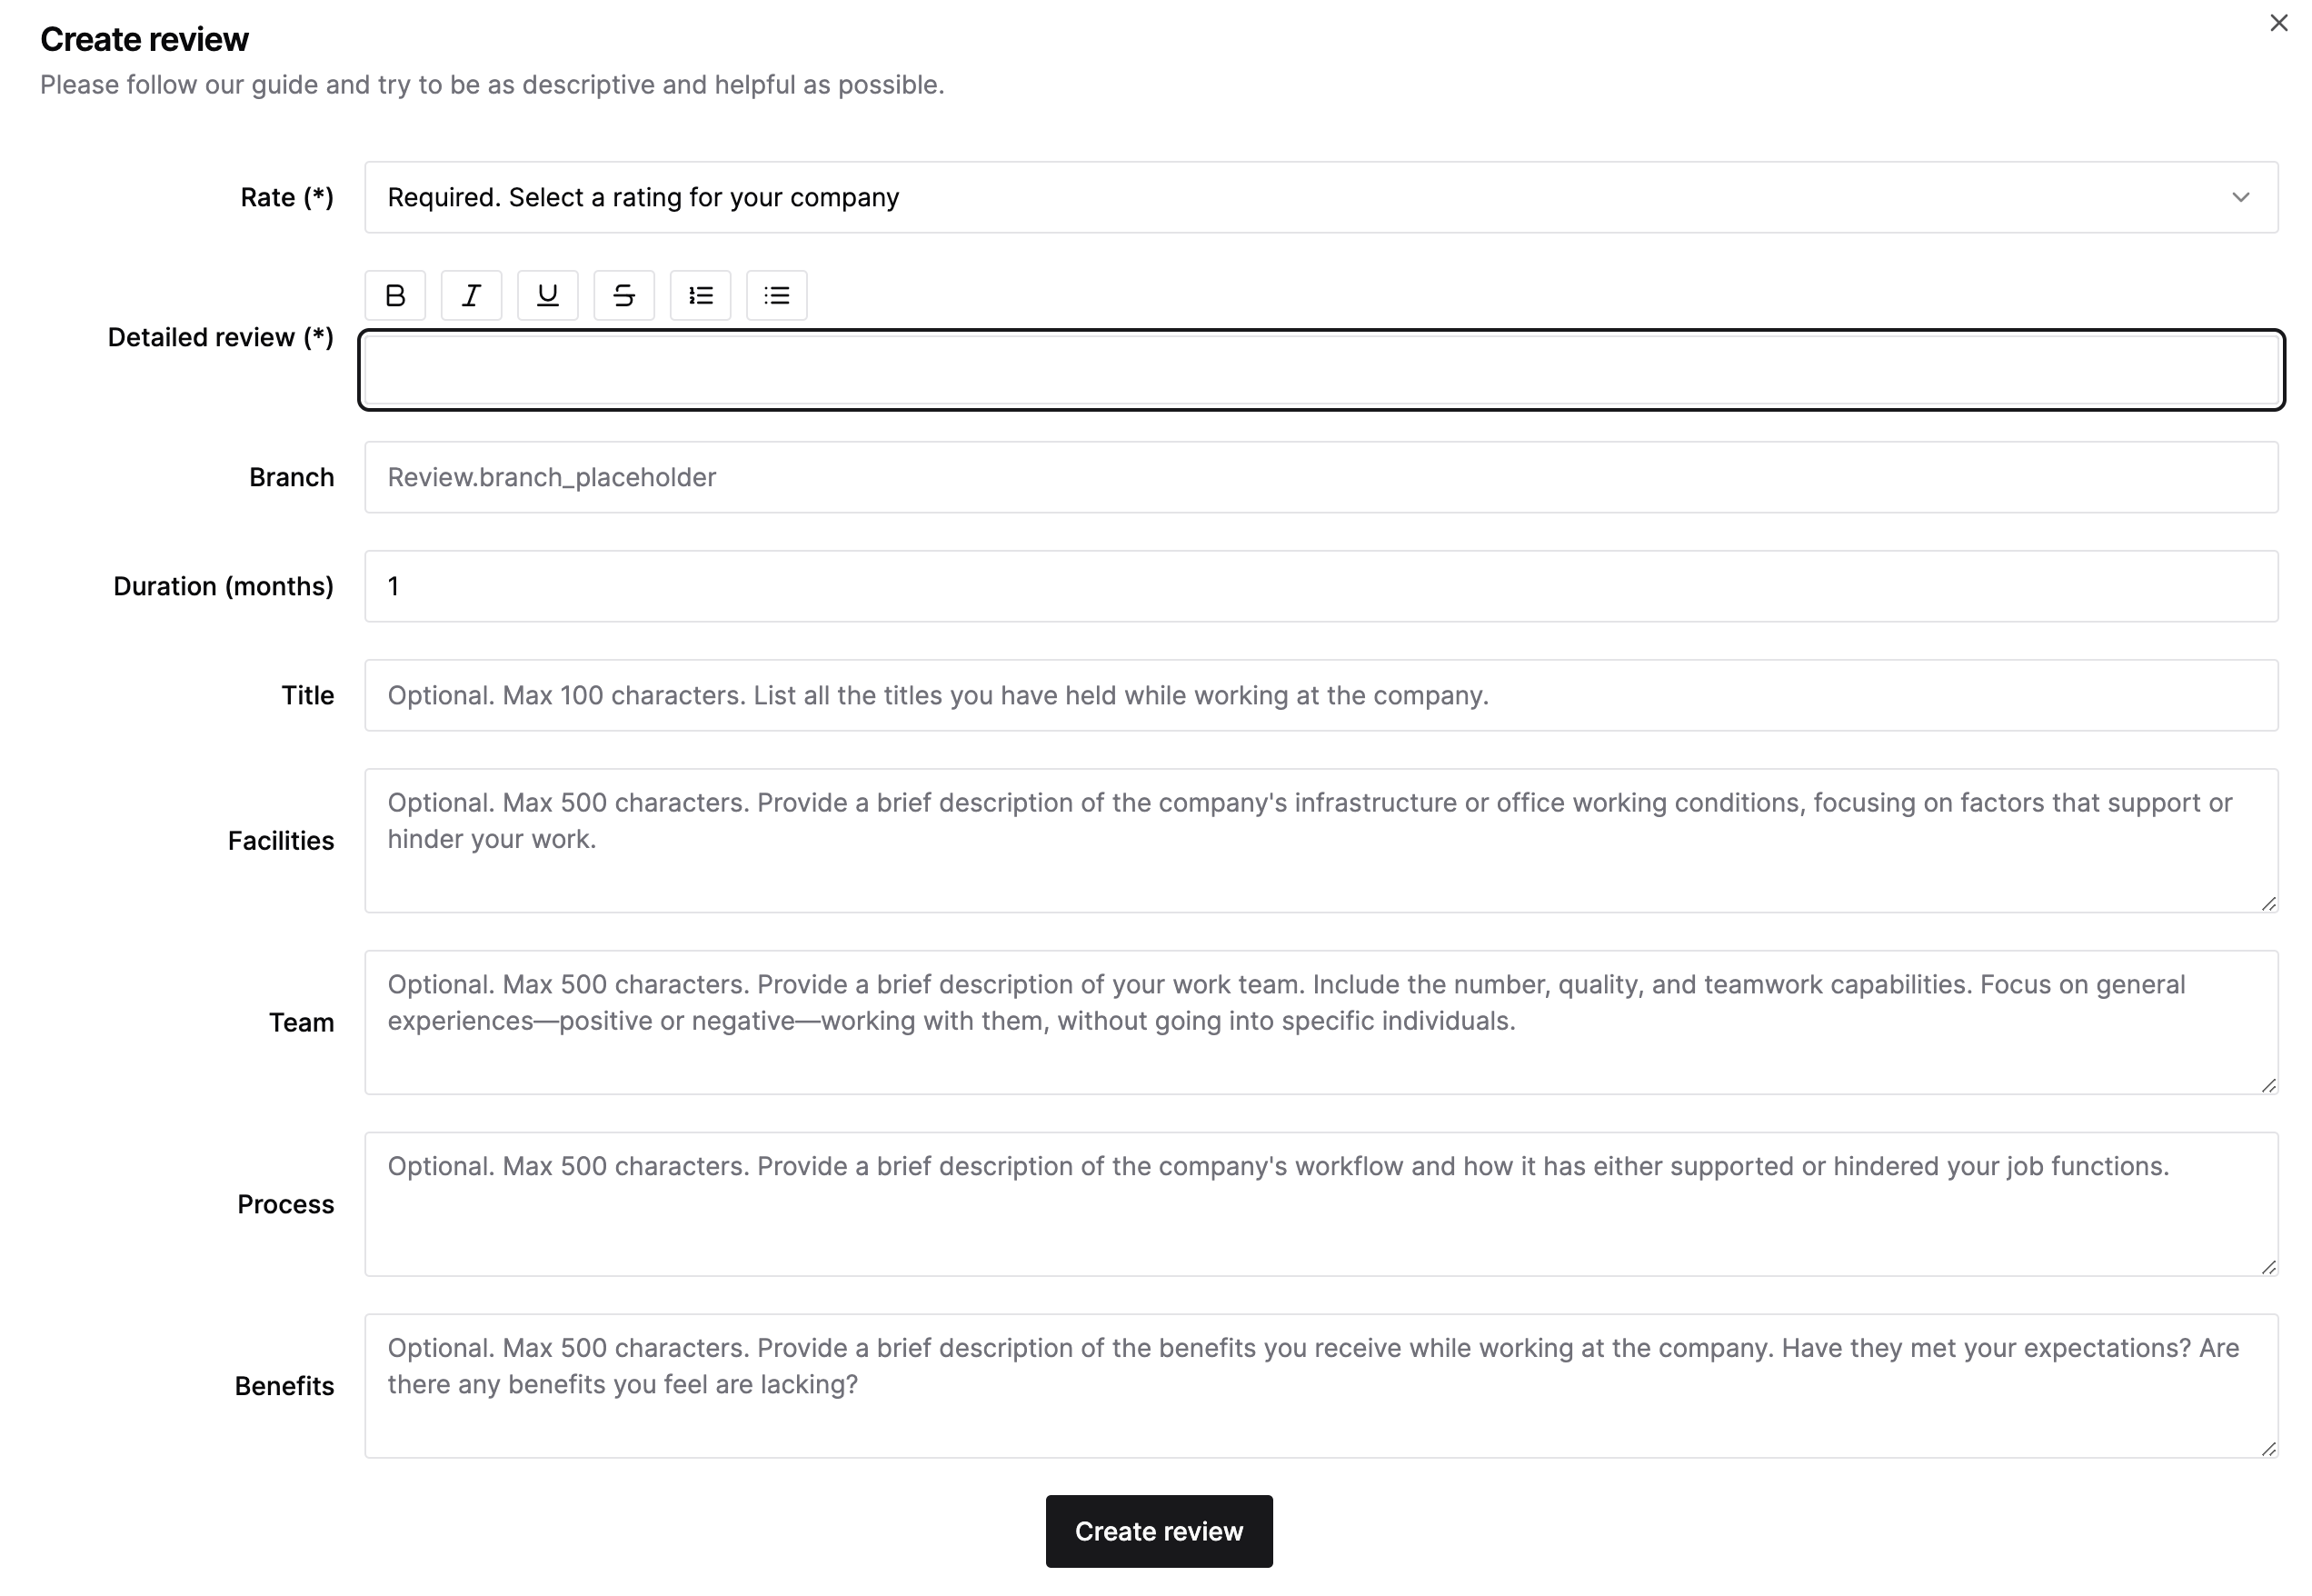 Create review
Please follow our guide and try to be as descriptive and helpful as possible.
Rate (*)
Required. Select a rating for your company
Detailed review (*)
Branch
Review.branch_placeholder
Duration (months)
1
Title
Optional. Max 100 characters. List all the titles you have held while working at the company.
Facilities
Optional. Max 500 characters. Provide a brief description of the company's infrastructure or office working conditions, focusing on factors that support or
hinder your work.
Team
Optional. Max 500 characters. Provide a brief description of your work team. Include the number, quality, and teamwork capabilities. Focus on general
experiences—positive or negative—working with them, without going into specific individuals.
Process
Optional. Max 500 characters. Provide a brief description of the company's workflow and how it has either supported or hindered your job functions.
Benefits
Optional. Max 500 characters. Provide a brief description of the benefits you receive while working at the company. Have they met your expectations? Are
there any benefits you feel are lacking?
Create review